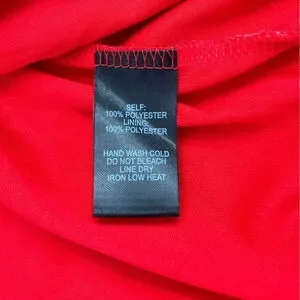 SELF:
100% POLYESTER
LINING:
100% POLYESTER
HAND WASH COLD
DO NOT BLEACH
LINE DRY
IRON LOW HEAT